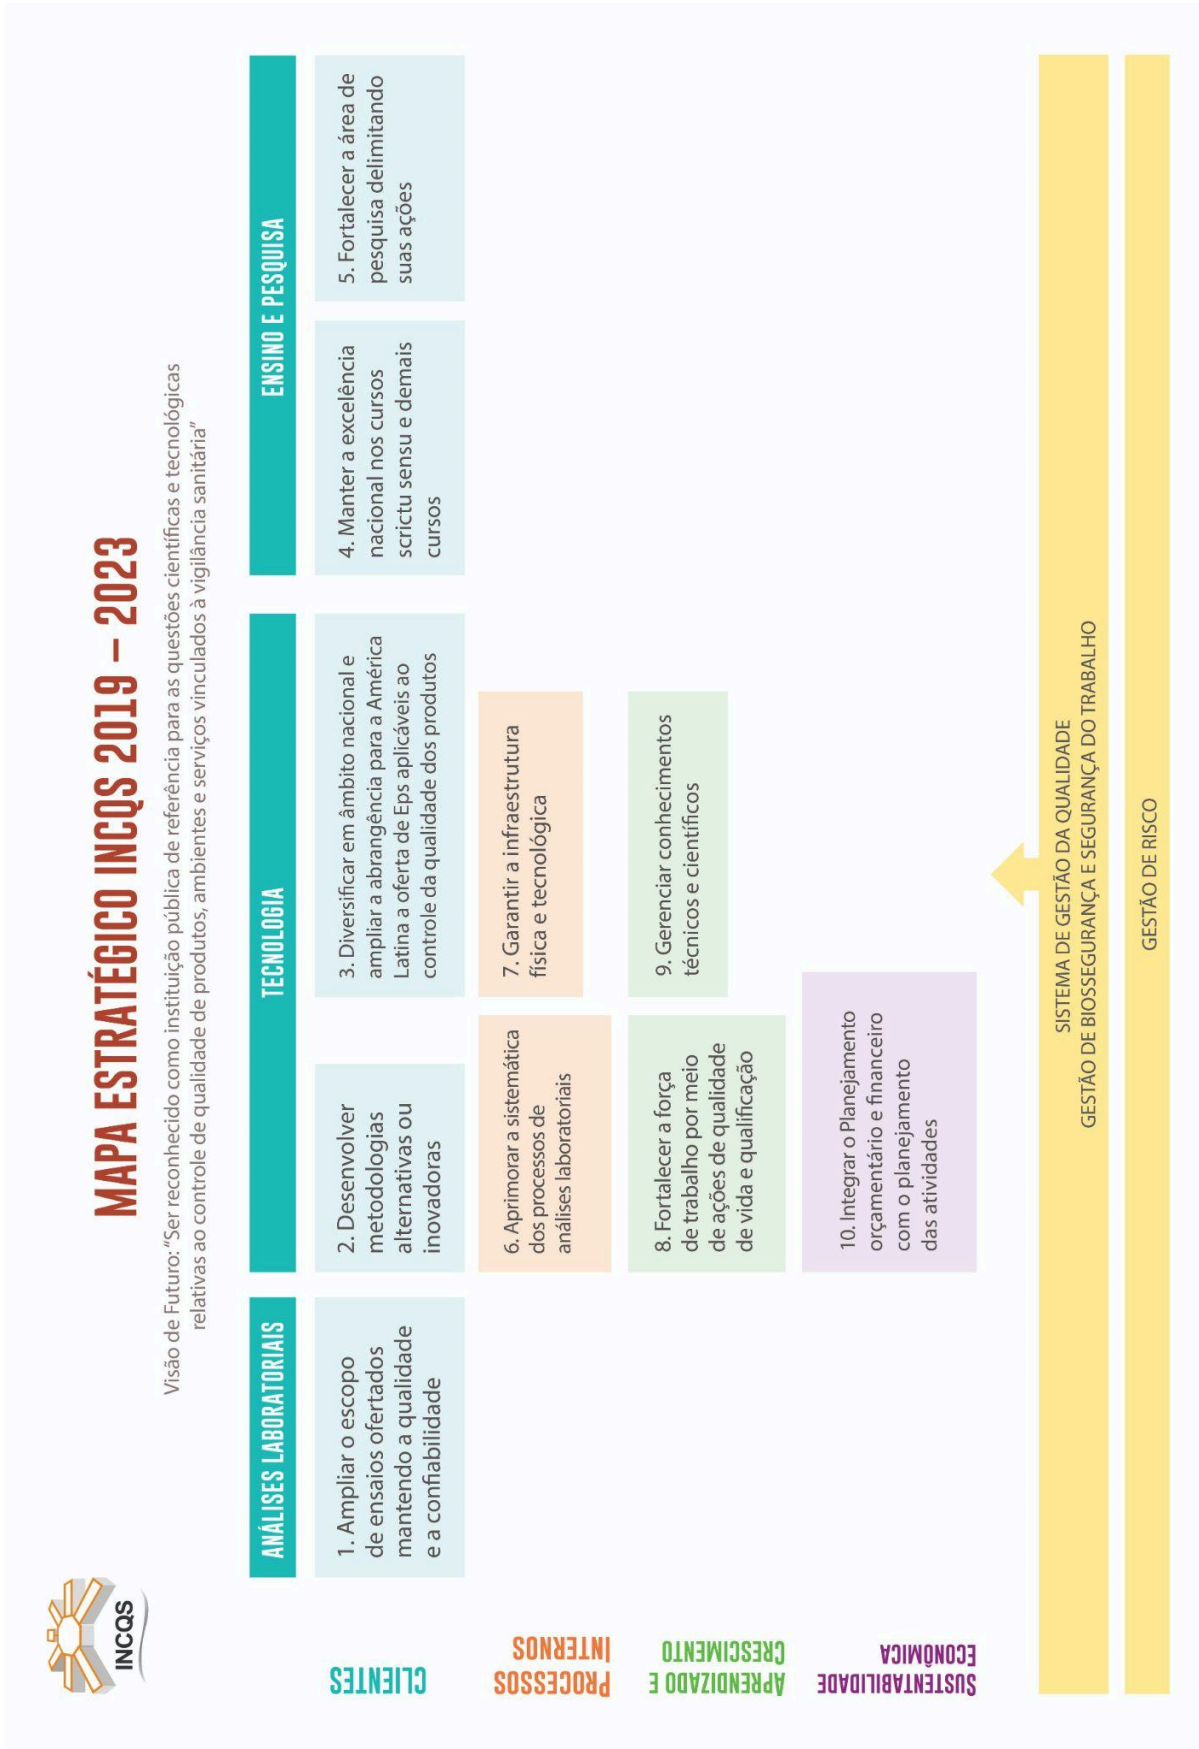 INCQS
MAPA ESTRATÉGICO INCQS 2019 – 2023
Visão de Futuro: “Ser reconhecido como instituição pública de referência para as questões científicas e tecnológicas
relativas ao controle de qualidade de produtos, ambientes e serviços vinculados à vigilância sanitária”
ANÁLISES LABORATORIAIS
TECNOLOGIA
ENSINO E PESQUISA
CLIENTES
1. Ampliar o escopo
de ensaios ofertados
mantendo a qualidade
e a confiabilidade
2. Desenvolver
metodologias
alternativas ou
inovadoras
3. Diversificar em âmbito nacional e
ampliar a abrangência para a América
Latina a oferta de Eps aplicáveis ao
controle da qualidade dos produtos
4. Manter a excelência
nacional nos cursos
scrictu sensu e demais
cursos
5. Fortalecer a área de
pesquisa delimitando
suas ações
PROCESSOS
INTERNOS
6. Aprimorar a sistemática
dos processos de
análises laboratoriais
7. Garantir a infraestrutura
física e tecnológica
APRENDIZADO E
CRESCIMENTO
8. Fortalecer a força
de trabalho por meio
de ações de qualidade
de vida e qualificação
9. Gerenciar conhecimentos
técnicos e científicos
SUSTENTABILIDADE
ECONÔMICA
10. Integrar o Planejamento
orçamentário e financeiro
com o planejamento
das atividades
SISTEMA DE GESTÃO DA QUALIDADE
GESTÃO DE BIOSSEGURANÇA E SEGURANÇA DO TRABALHO
GESTÃO DE RISCO